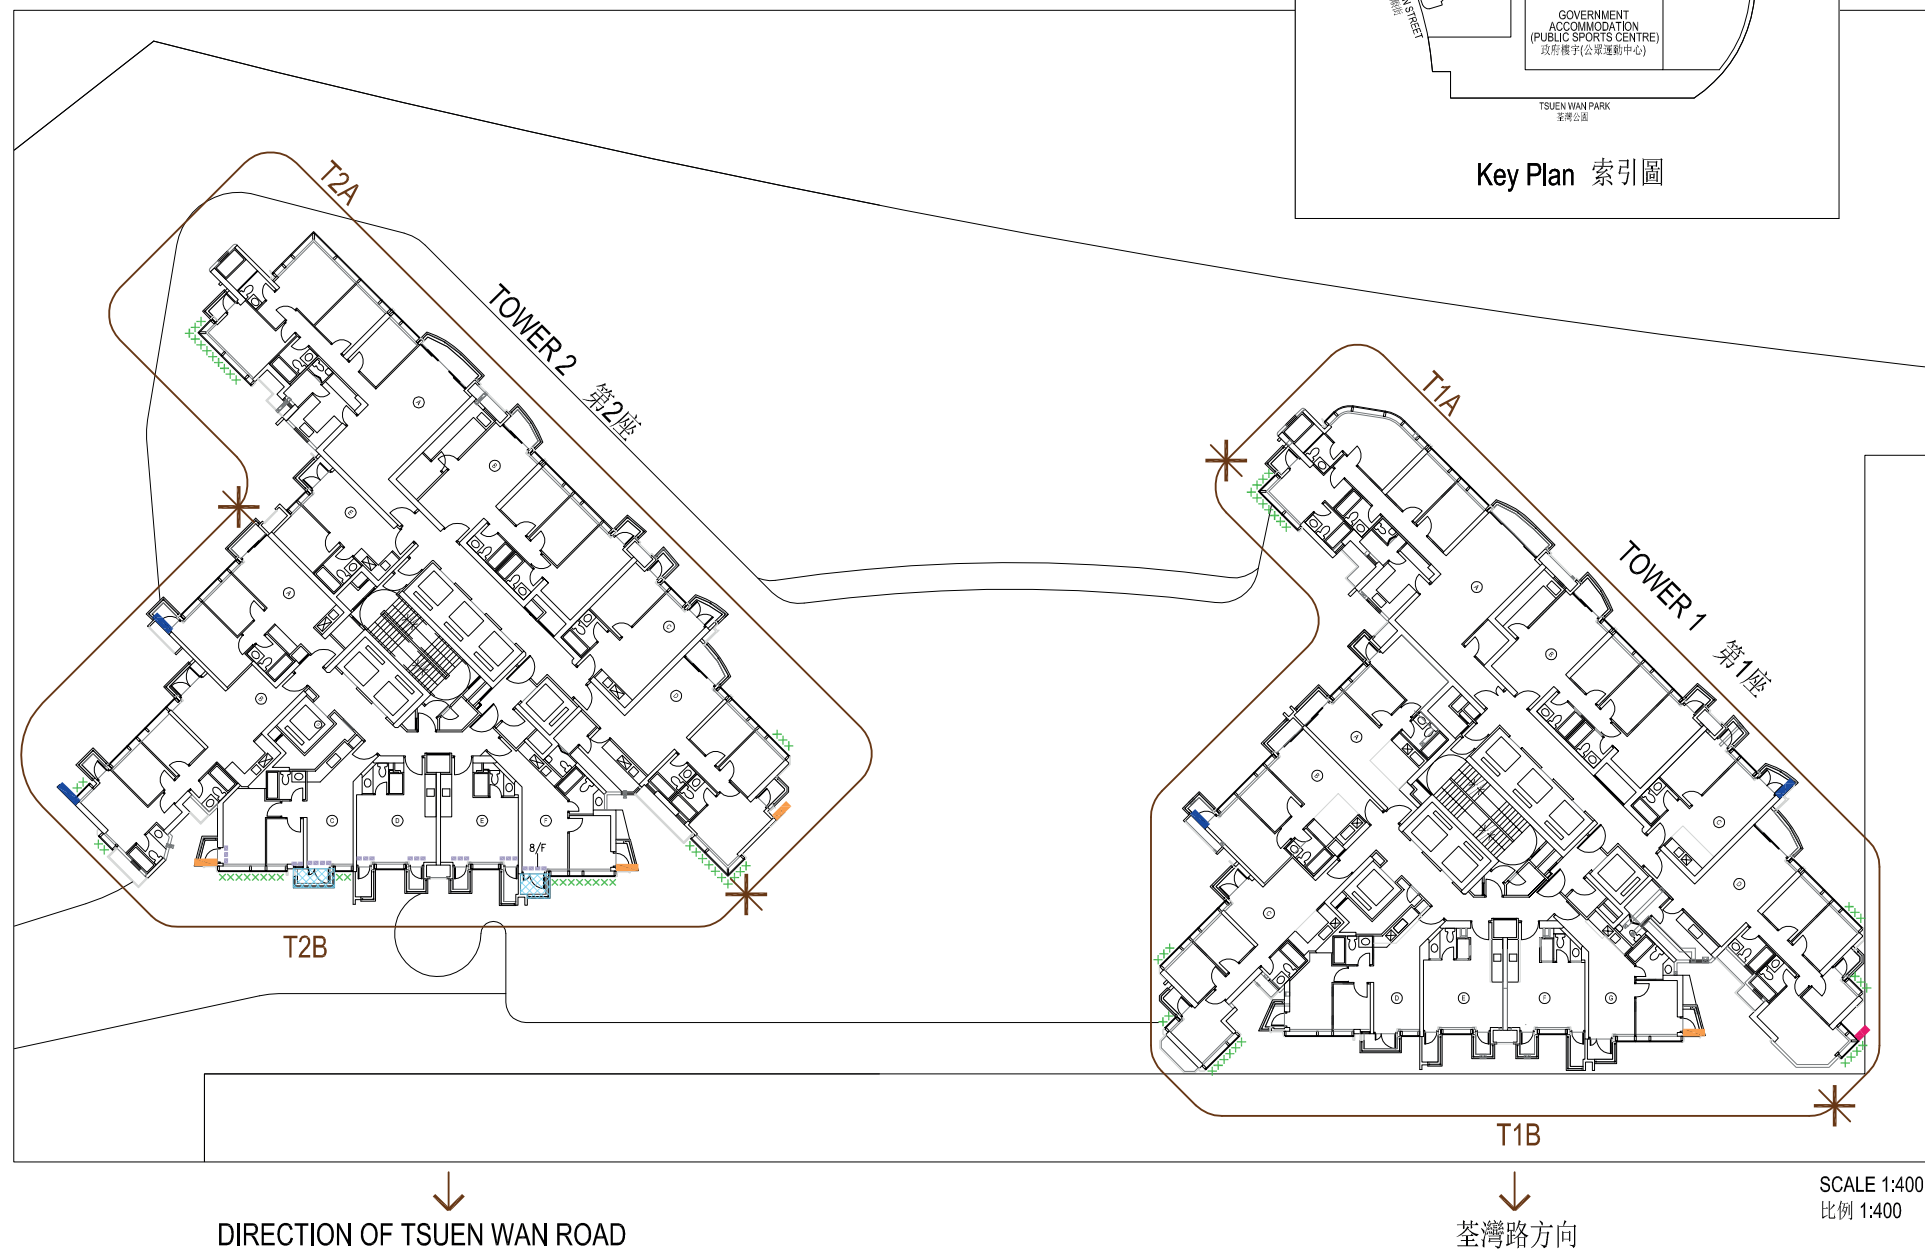 N STREET
GOVERNMENT
ACCOMMODATION
(PUBLIC SPORTS CENTRE)
政府樓宇(公眾運動中心)
TSUEN WAN PARK
荃灣公園
Key Plan 索引圖
T2A
TOWER 2 第2座
T1A
TOWER 1 第1座
A
B
E
A
C
B
D
C
D
E
F
8/F
T2B
A
B
A
B
C
D
C
D
E
F
G
T1B
SCALE 1:400
比例 1:400
DIRECTION OF TSUEN WAN ROAD
荃灣路方向